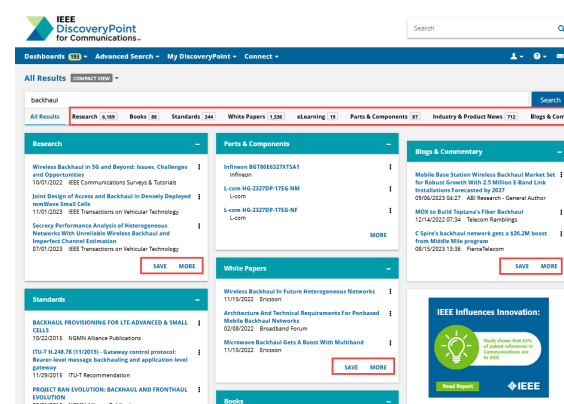 IEEE
DiscoveryPoint
for Communications
Search
Dashboards 193 Advanced Search My DiscoveryPoint Connect
All Results COMPACT VIEW
backhaul
Search
All Results Research 6,189 Books 88 Standards 344 White Papers 1,536 eLearning 19 Parts & Components 87 Industry & Product News 712 Blogs & Com
Research
Wireless Backhaul in 5G and Beyond: Issues, Challenges
and Opportunities
10/01/2022 IEEE Communications Surveys & Tutorials
Joint Design of Access and Backhaul in Densely Deployed
mmWave Small Cells
11/01/2023 IEEE Transactions on Vehicular Technology
Secrecy Performance Analysis of Heterogeneous
Networks With Unreliable Wireless Backhaul and
Imperfect Channel Estimation
07/01/2023 IEEE Transactions on Vehicular Technology
SAVE MORE
Standards
BACKHAUL PROVISIONING FOR LTE-ADVANCED & SMALL
CELLS
10/22/2015 NGMN Alliance Publications
ITU-T H.248.78 (11/2015) - Gateway control protocol:
Bearer-level message backhauling and application level
gateway
11/29/2015 ITU-T Recommendation
PROJECT RAN EVOLUTION: BACKHAUL AND FRONTHAUL
EVOLUTION
Parts & Components
Infineon BGT80E6327XTSA1
Infineon
L-com HG-2327DP-17EG-NM
L-com
L-com HG-2327DP-17EG-NF
L-com
MORE
White Papers
Wireless Backhaul In Future Heterogeneous Networks
11/15/2022 Ericsson
Architecture And Technical Requirements For Ponbased
Mobile Backhaul Networks
02/08/2022 Broadband Forum
Microwave Backhaul Gets A Boost With Multiband
11/15/2022 Ericsson
SAVE MORE
Books
Blogs & Commentary
Mobile Base Station Wireless Backhaul Market Set
for Robust Growth With 2.5 Million E-Band Link
Installations Forecasted by 2027
09/06/2023 04:27 ABI Research - General Author
MOX to Build Toptana's Fiber Backhaul
12/14/2022 07:34 Telecom Ramblings
C Spire's backhaul network gets a $26.2M boost
from Middle Mile program
08/15/2023 13:36 FierceTelecom
SAVE MORE
IEEE Influences Innovation:
Study shows that 43%
of patent references in
Communications are
to IEEE.
Read Report
IEEE